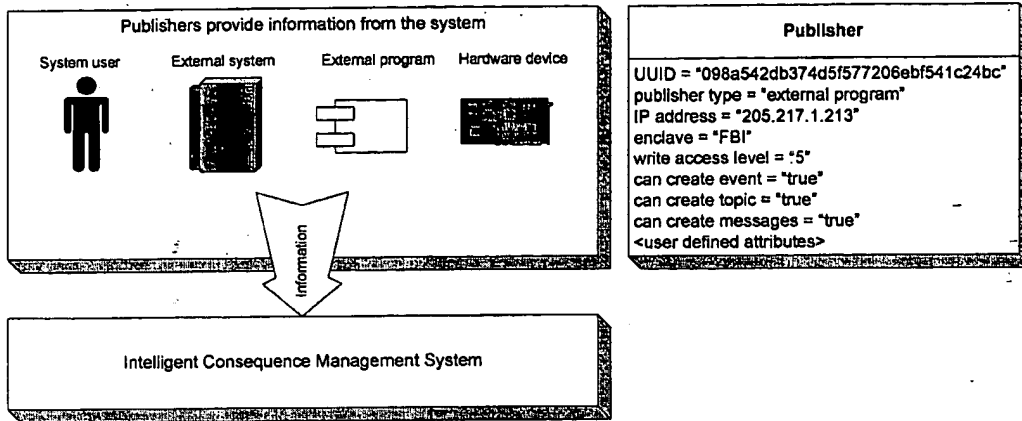 Publishers provide information from the system
System user
External system
External program
Hardware device
Information
Intelligent Consequence Management System
Publisher
UUID = "098a542db374d5f577206ebf541c24bc"
publisher type = "external program"
IP address = "205.217.1.213"
enclave = "FBI"
write access level = "5"
can create event = "true"
can create topic = "true"
can create messages = "true"
<user defined attributes>